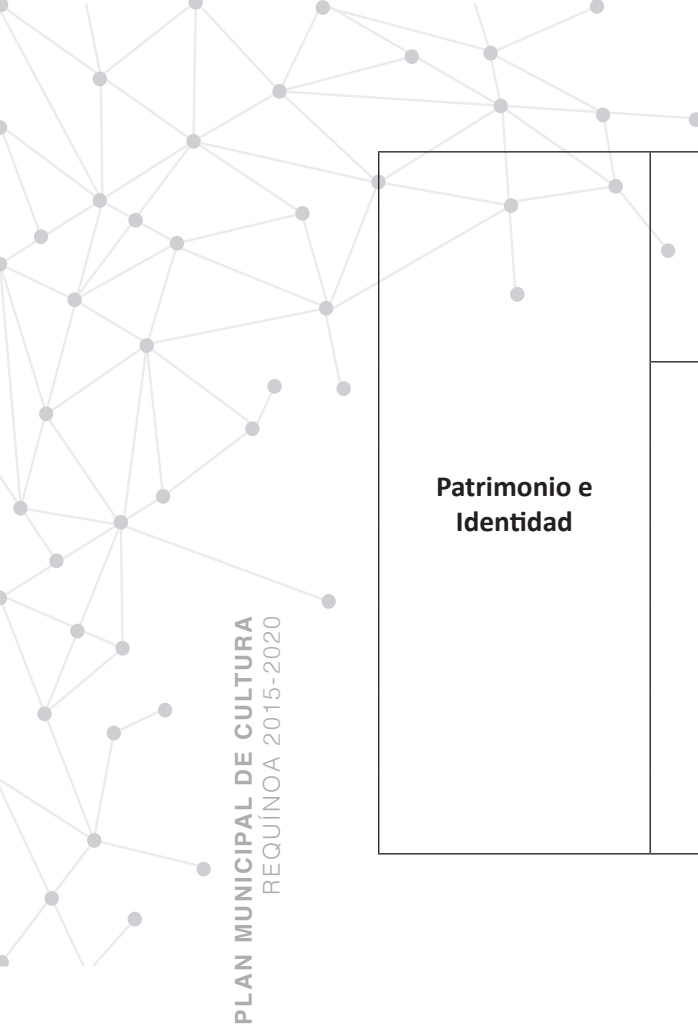 Patrimonio e
Identidad
PLAN MUNICIPAL DE CULTURA
REQUÍNOA 2015-2020